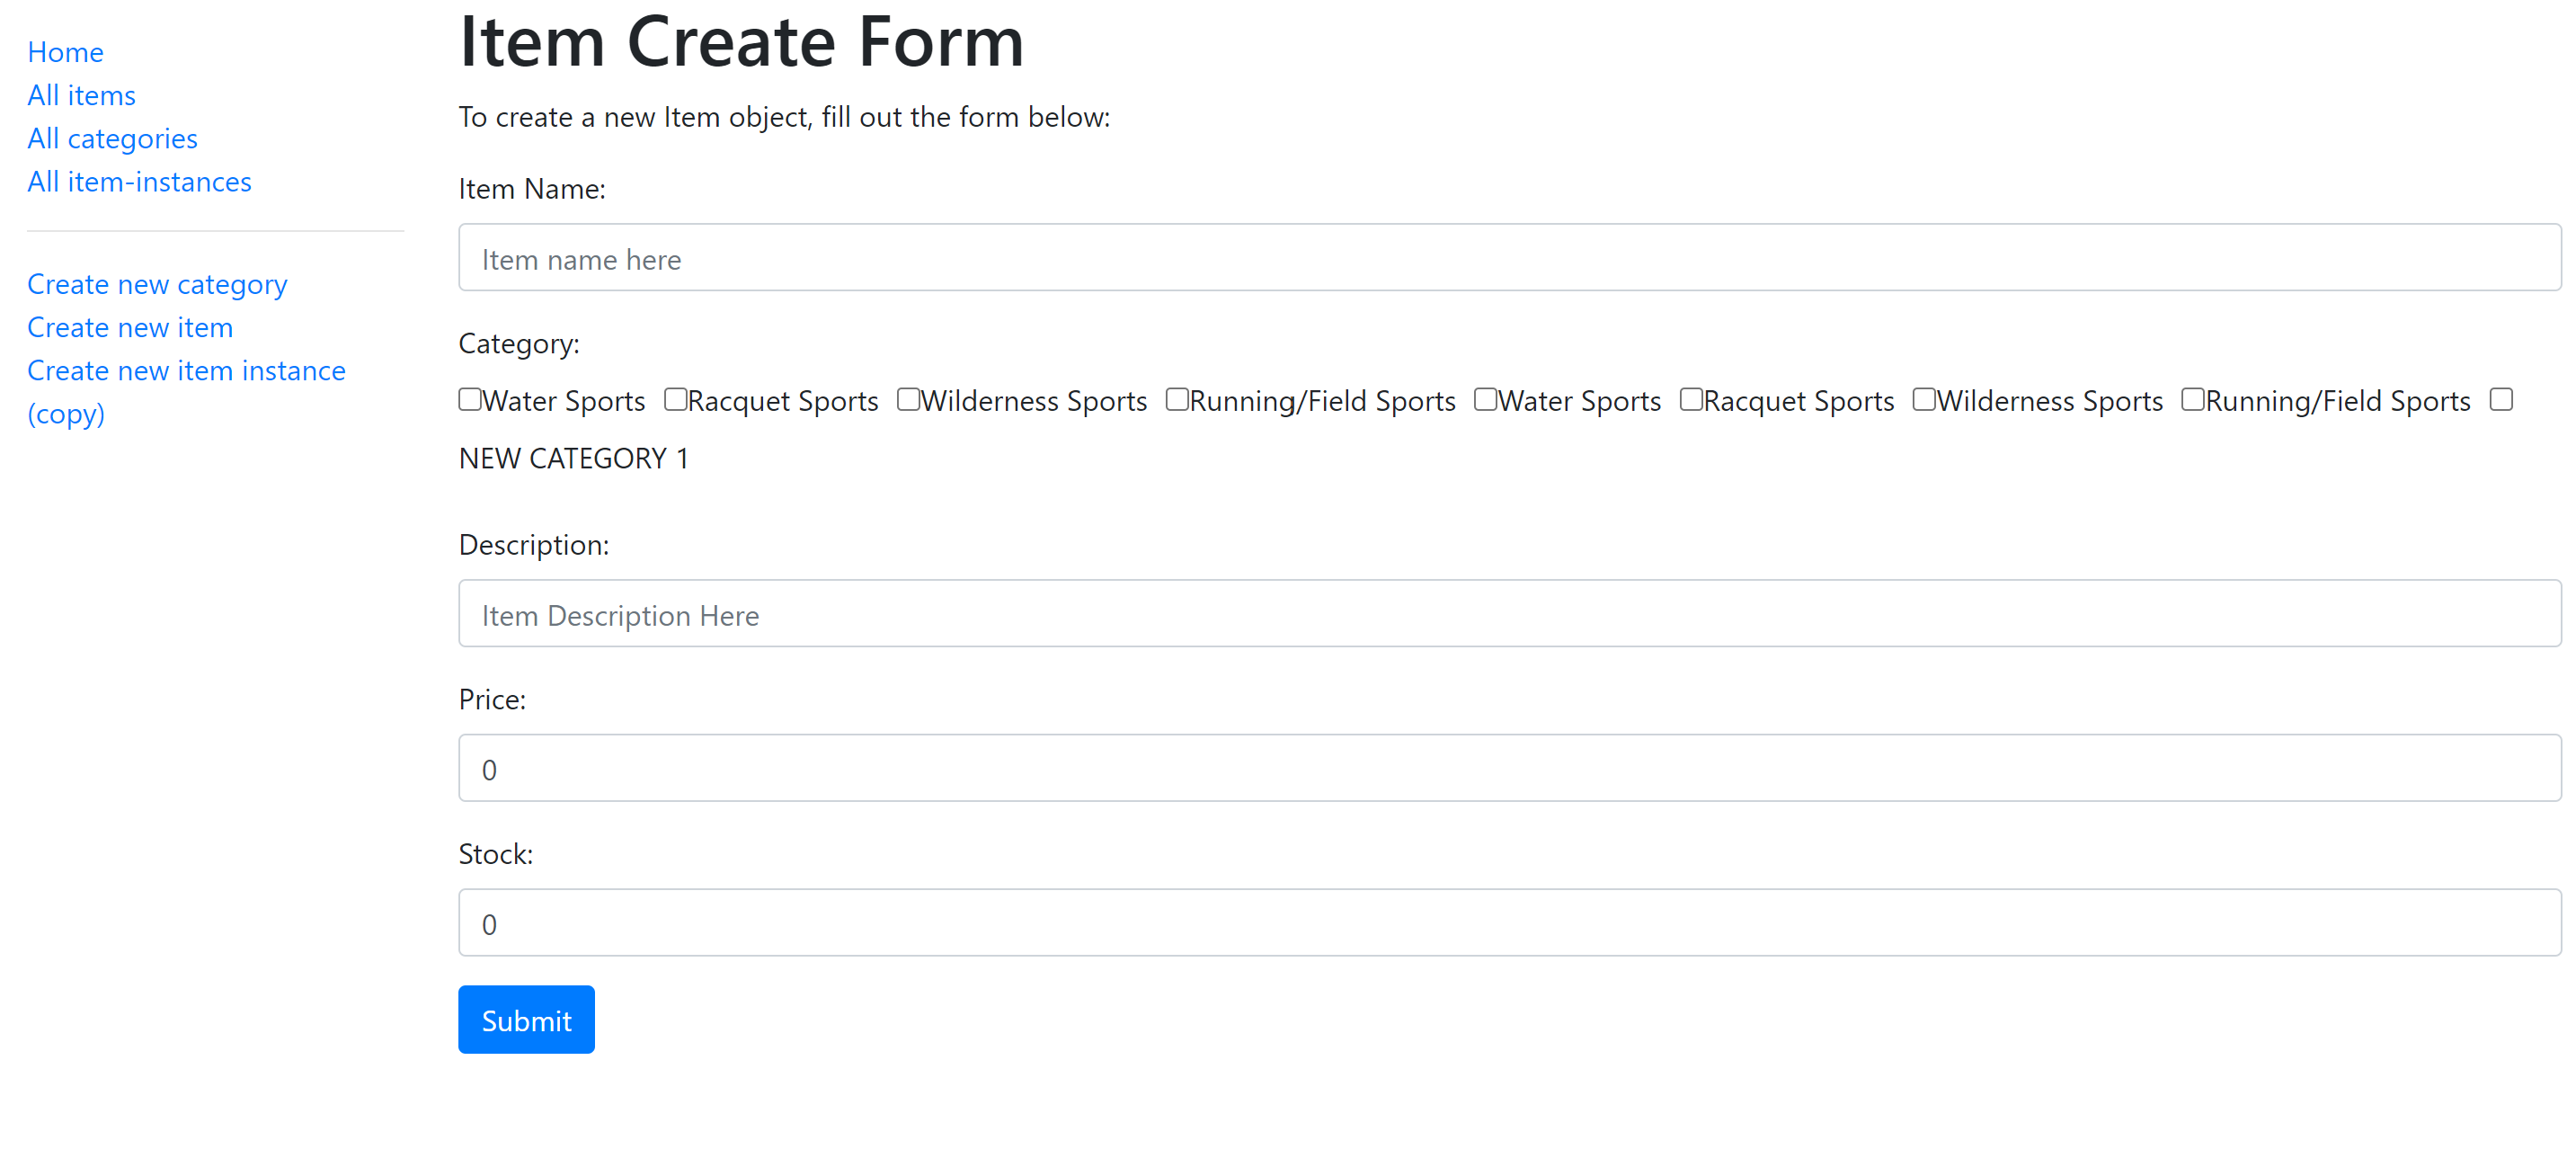 Home
All items
All categories
All item-instances
Create new category
Create new item
Create new item instance
(copy)
Item Create Form
To create a new Item object, fill out the form below:
Item Name:
Item name here
Category:
Water Sports Racquet Sports Wilderness Sports Running/Field Sports Water Sports Racquet Sports Wilderness Sports Running/Field Sports
NEW CATEGORY 1
Description:
Item Description Here
Price:
0
Stock:
0
Submit